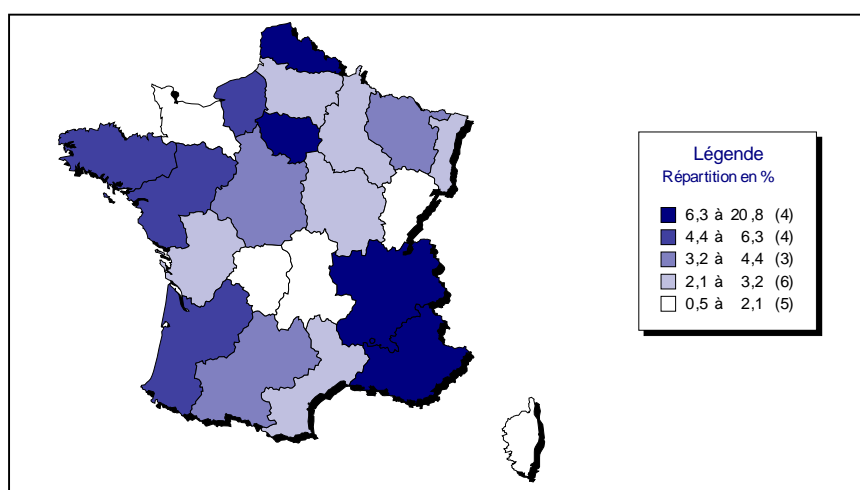 Légende
Répartition en %
6,3 à 20,8 (4)
4,4 à 6,3 (4)
3,2 à 4,4 (3)
2,1 à 3,2 (6)
0,5 à 2,1 (5)